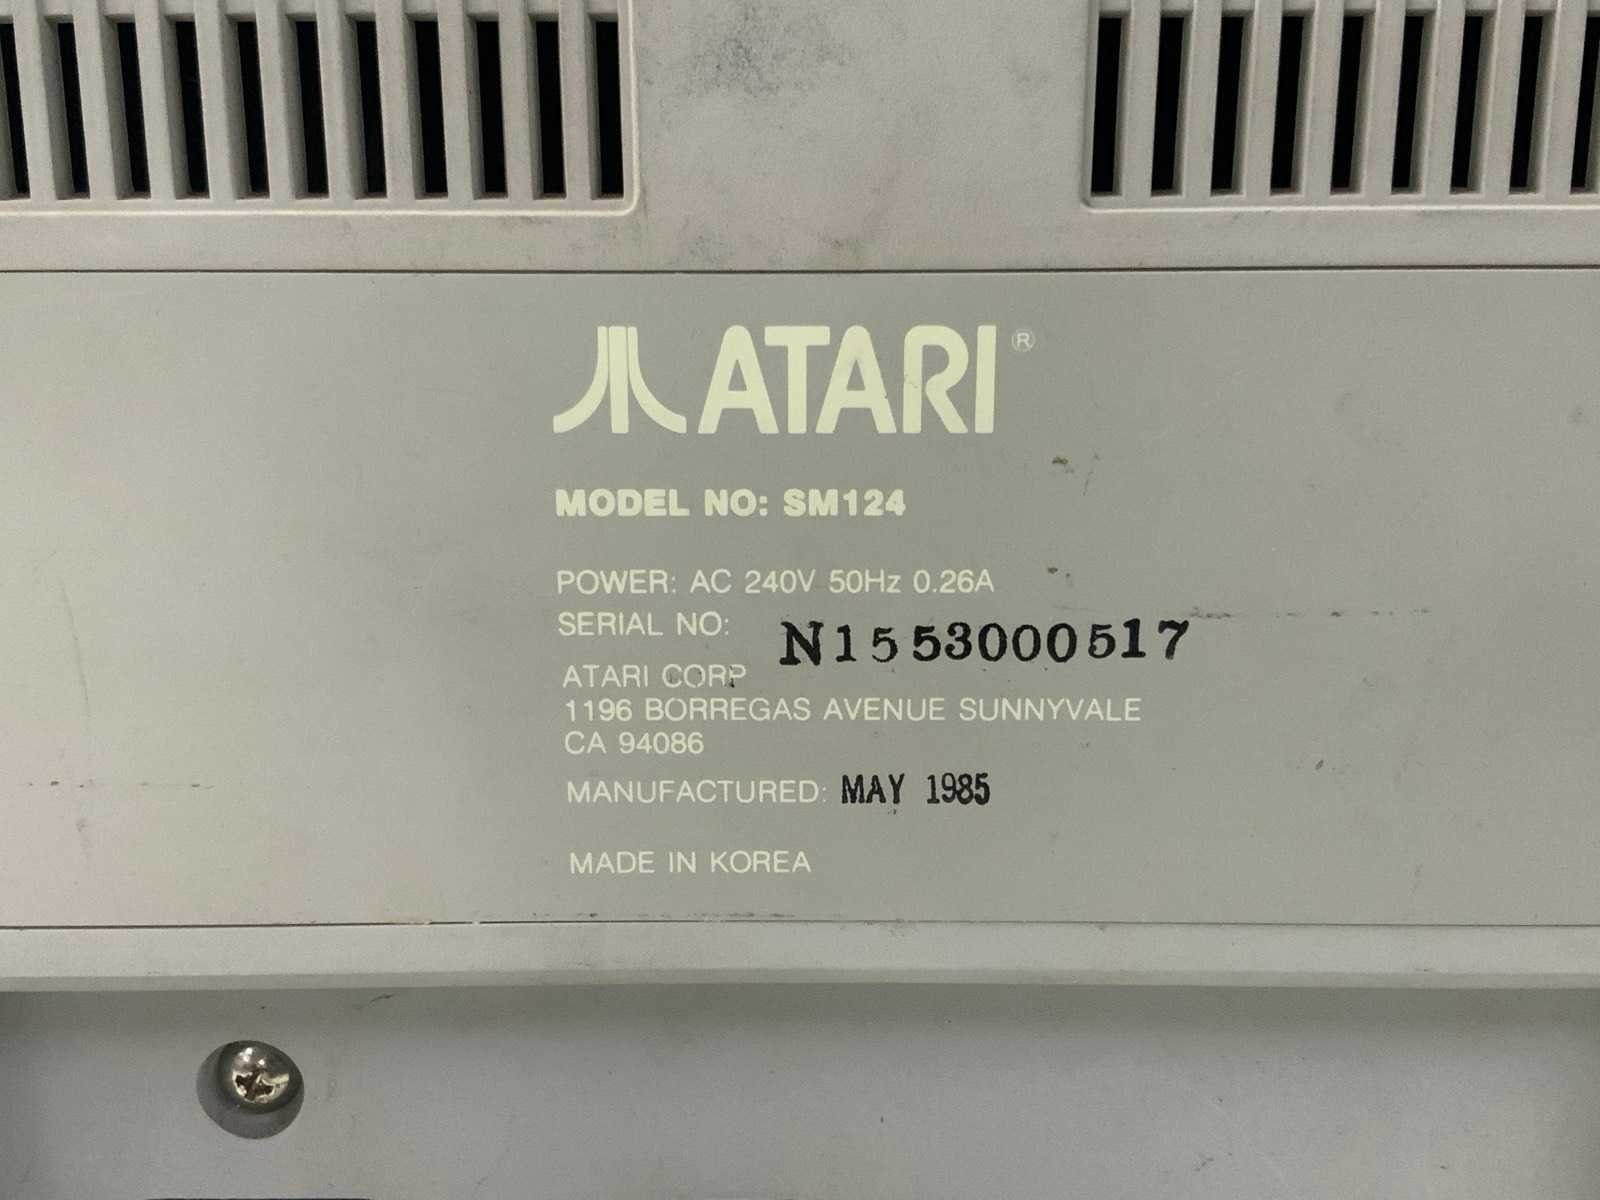 ATARI®
MODEL NO: SM124
POWER: AC 240V 50Hz 0.26A
SERIAL NO: N1553000517
ATARI CORP
1196 BORREGAS AVENUE SUNNYVALE
CA 94086
MANUFACTURED: MAY 1985
MADE IN KOREA